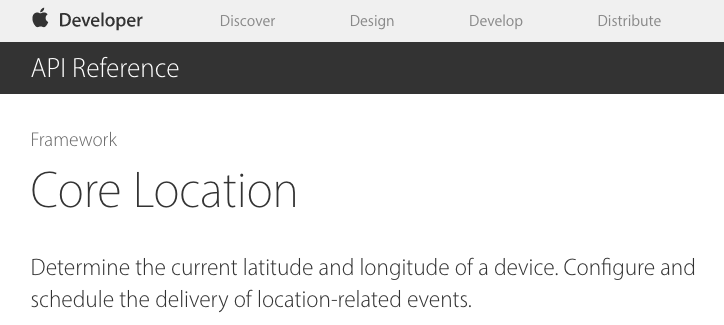 Developer Discover Design Develop Distribute
API Reference
Framework
Core Location
Determine the current latitude and longitude of a device. Configure and
schedule the delivery of location-related events.